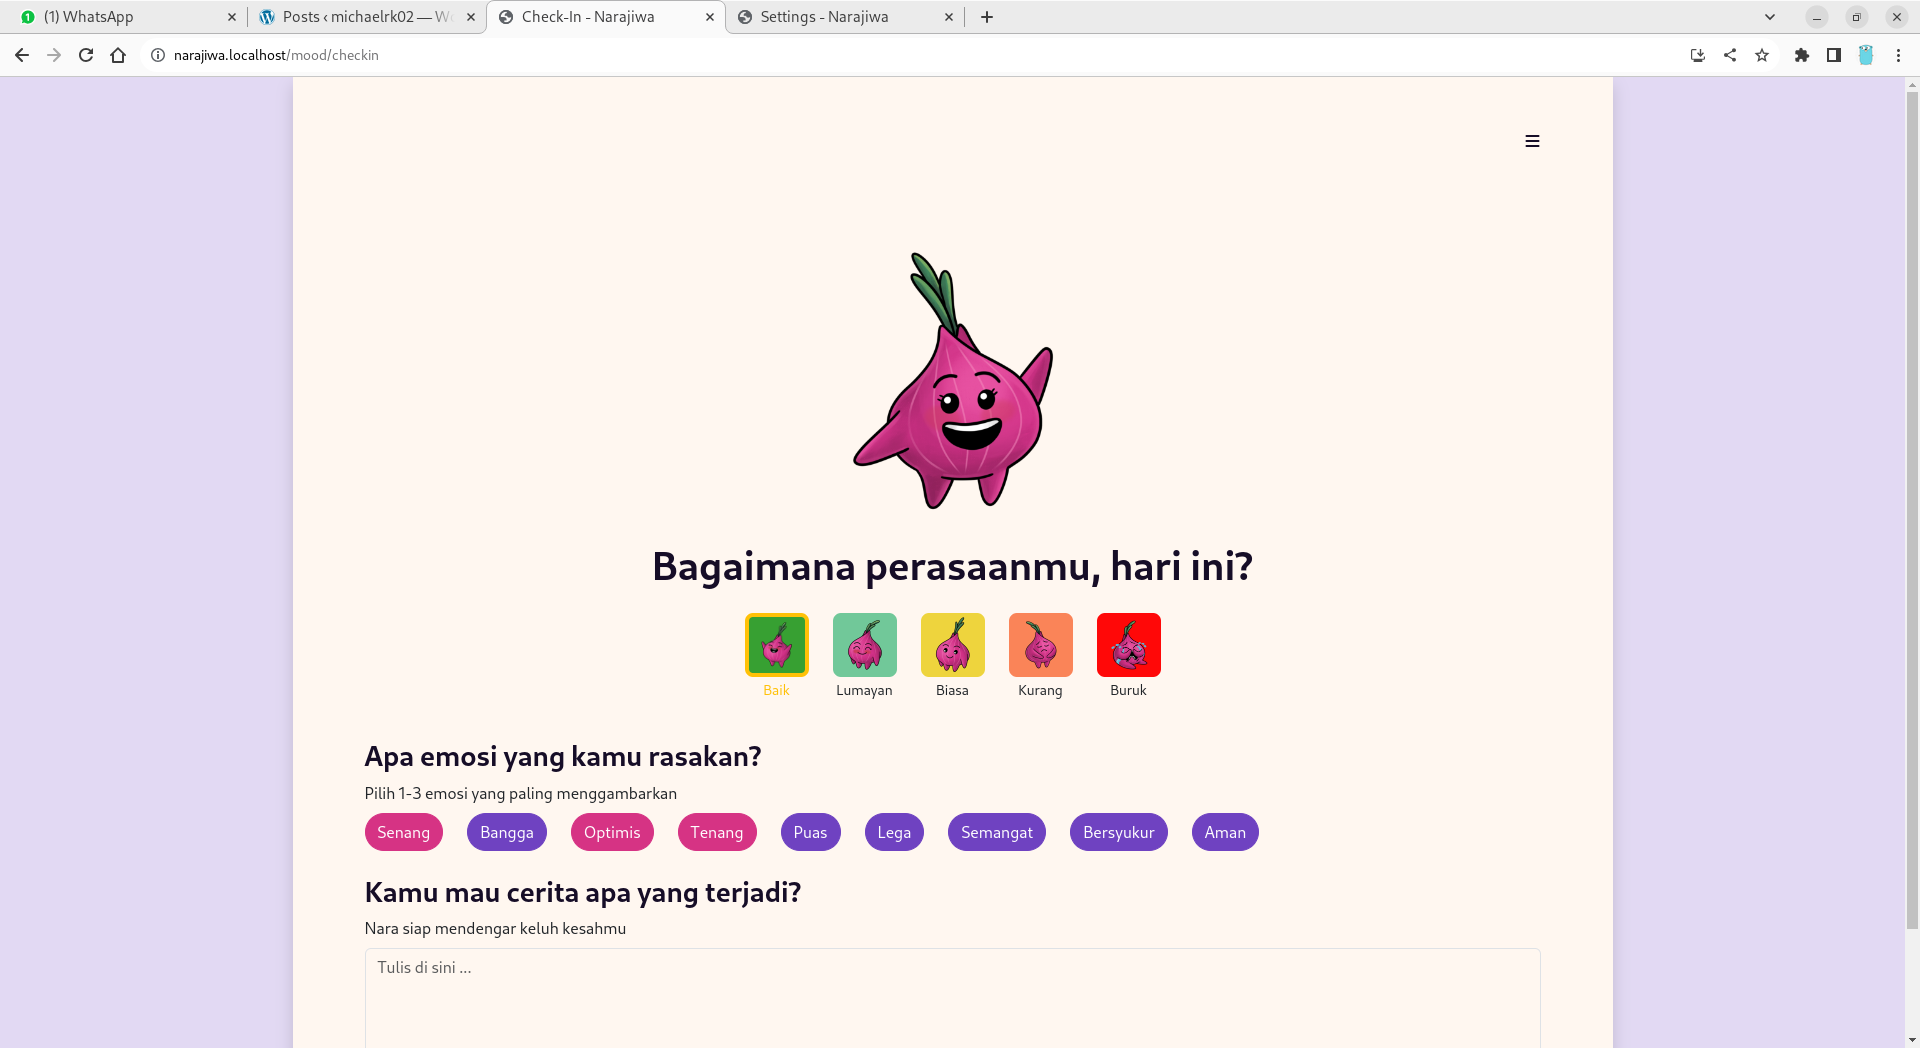 (1) WhatsApp
Posts ‹ michaelrk02 — W
Check-In - Narajiwa
Settings - Narajiwa
narajiwa.localhost/mood/checkin
Bagaimana perasaanmu, hari ini?
Baik Lumayan Biasa Kurang Buruk
Apa emosi yang kamu rasakan?
Pilih 1-3 emosi yang paling menggambarkan
Senang Bangga Optimis Tenang Puas Lega Semangat Bersyukur Aman
Kamu mau cerita apa yang terjadi?
Nara siap mendengar keluh kesahmu
Tulis di sini ...